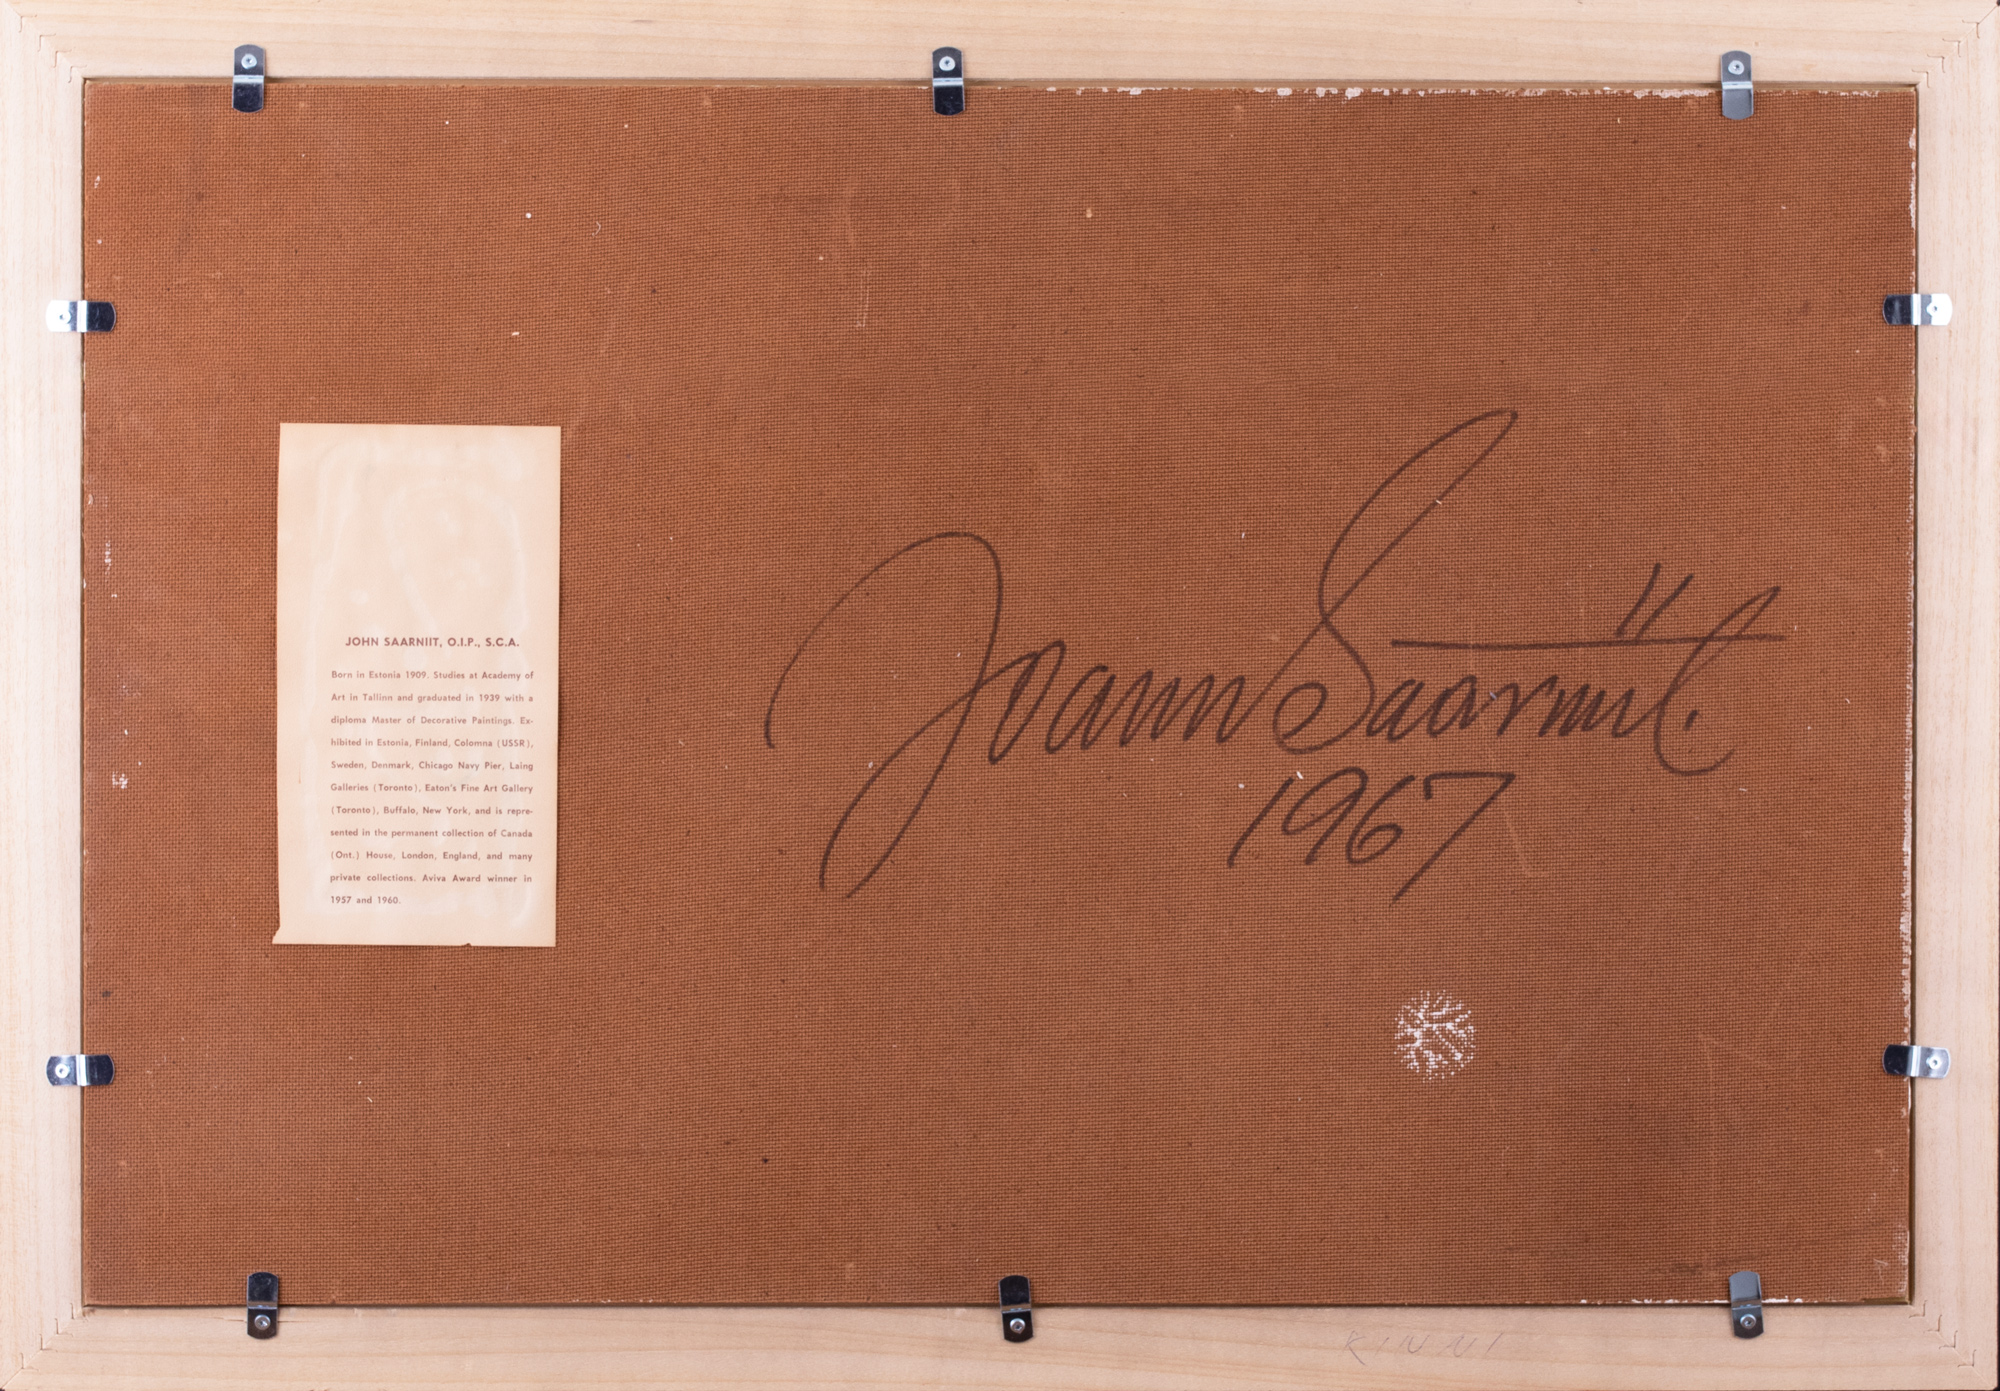 JOHN SAARNIIT, O.I.P., S.C.A.
Born in Estonia 1909. Studies at Academy of
Art in Tallinn and graduated in 1939 with a
diploma Master of Decorative Paintings. Ex-
hibited in Estonia, Finland, Colomna (USSR),
Sweden, Denmark, Chicago Navy Pier, Laing
Galleries (Toronto), Eaton's Fine Art Gallery
(Toronto), Buffalo, New York, and is repre-
sented in the permanent collection of Canada
(Ont.) House, London, England, and many
private collections. Aviva Award winner in
1957 and 1960.
Joann Saarniit.
1967
KINNI